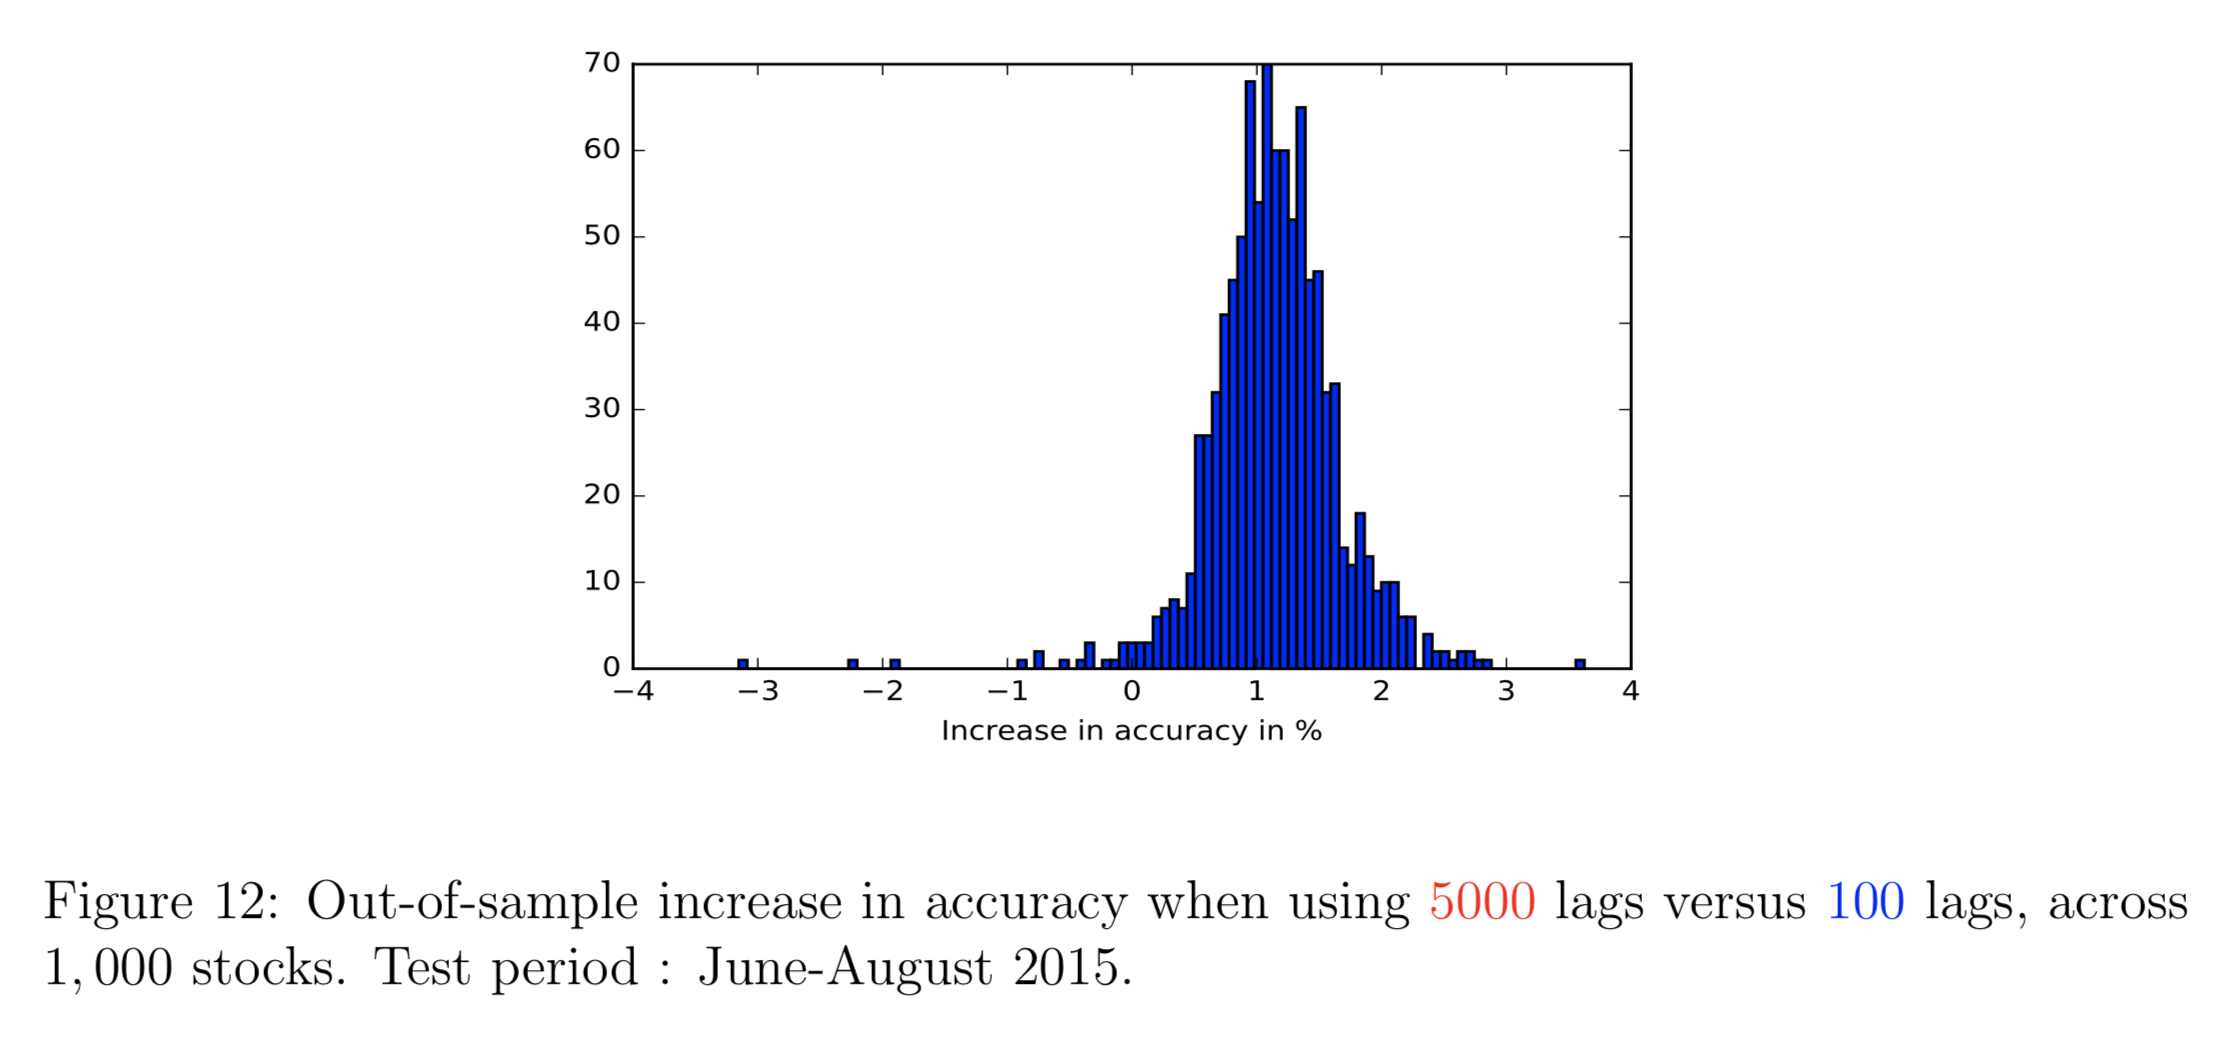 70
60
50
40
30
20
10
0
−4 −3 −2 −1 0 1 2 3 4
Increase in accuracy in %
Figure 12: Out-of-sample increase in accuracy when using 5000 lags versus 100 lags, across
1, 000 stocks. Test period : June-August 2015.